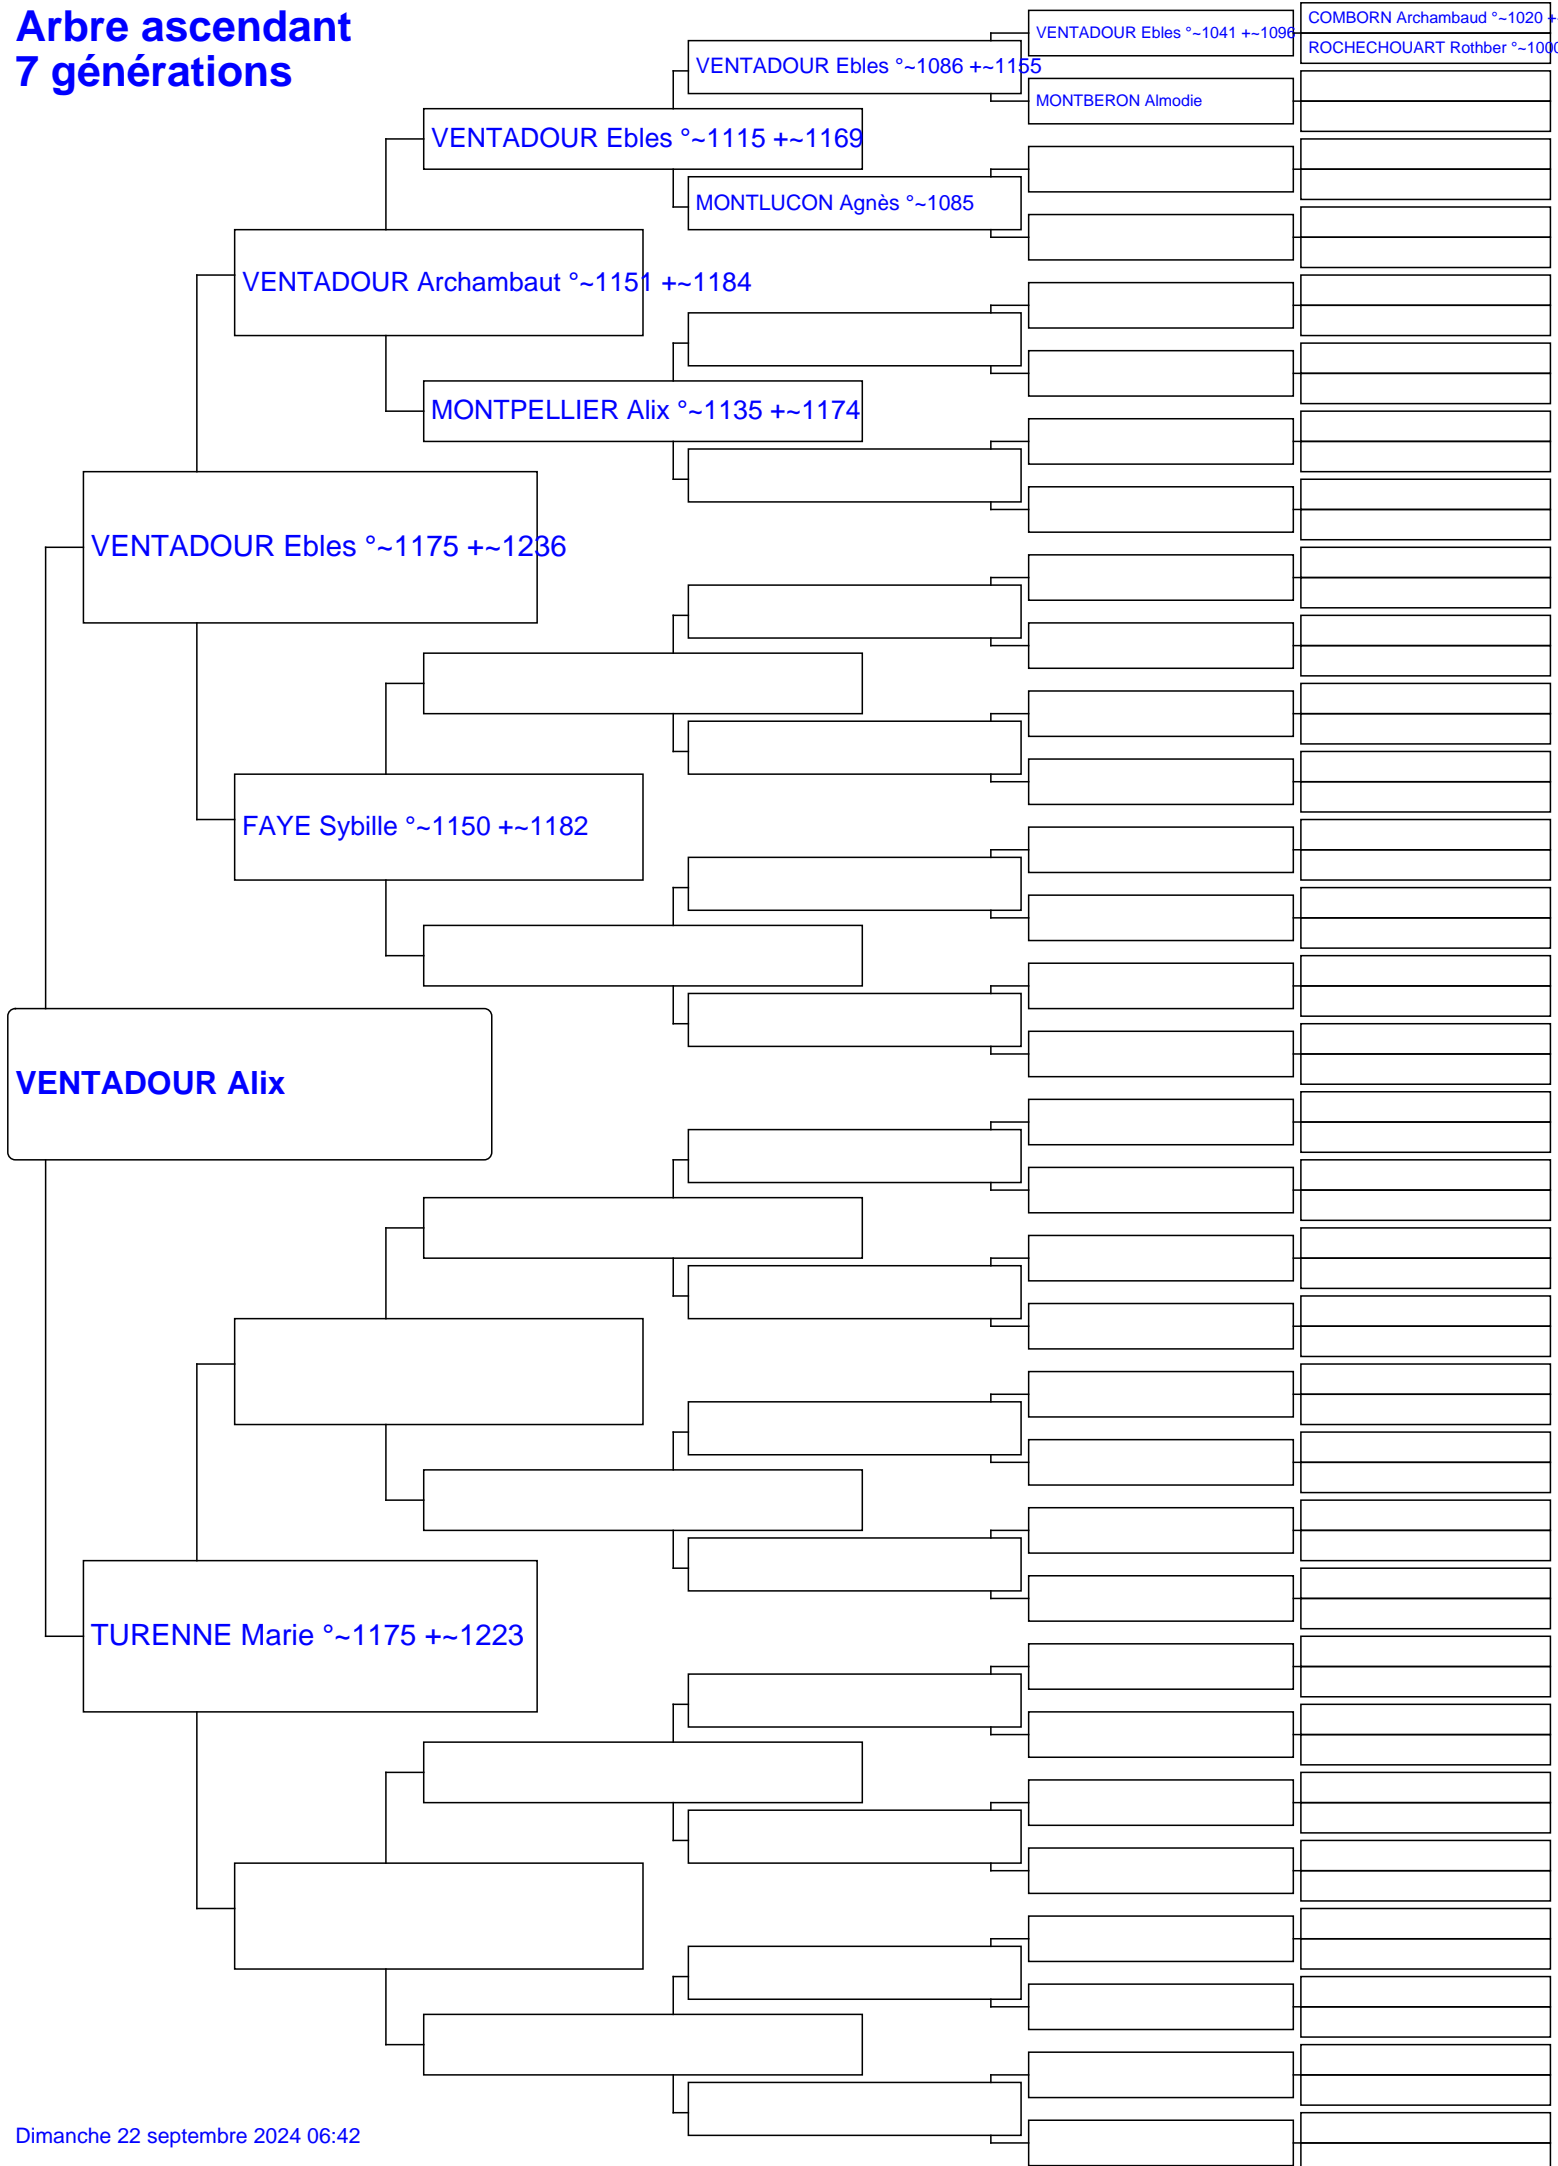 Arbre ascendant
7 générations
COMBORN Archambaud °~1020 +
VENTADOUR Ebles °~1041 +~1096
ROCHECHOUART Rothber °~1000
VENTADOUR Ebles °~1086 +~1155
MONTBERON Almodie
VENTADOUR Ebles °~1115 +~1169
MONTLUCON Agnès °~1085
VENTADOUR Archambaut °~1151 +~1184
MONTPELLIER Alix °~1135 +~1174
VENTADOUR Ebles °~1175 +~1236
FAYE Sybille °~1150 +~1182
VENTADOUR Alix
TURENNE Marie °~1175 +~1223
Dimanche 22 septembre 2024 06:42